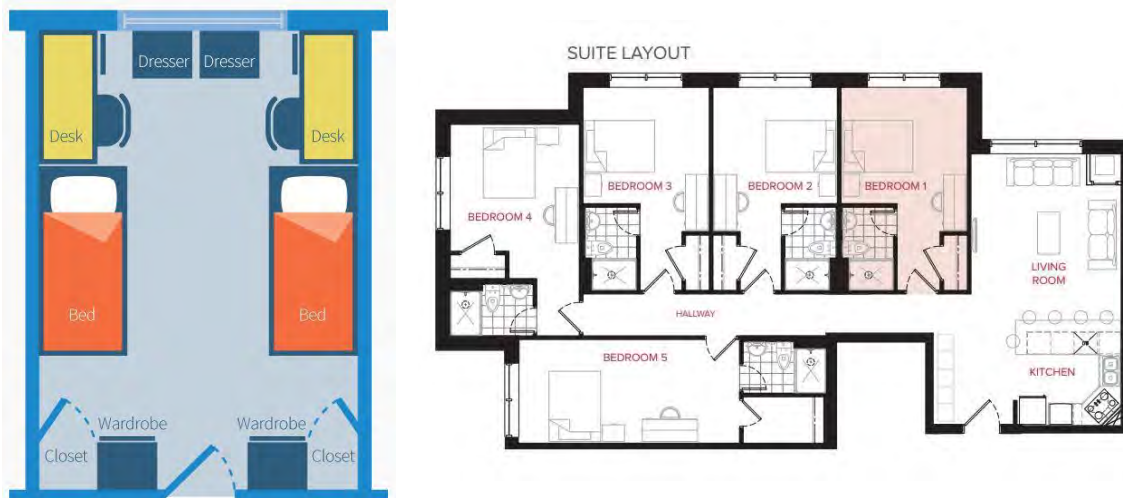 Dresser
Dresser
Desk
Desk
Bed
Bed
Wardrobe
Wardrobe
Closet
Closet
SUITE LAYOUT
BEDROOM 4
BEDROOM 3
BEDROOM 2
BEDROOM 1
LIVING
ROOM
HALLWAY
BEDROOM 5
KITCHEN